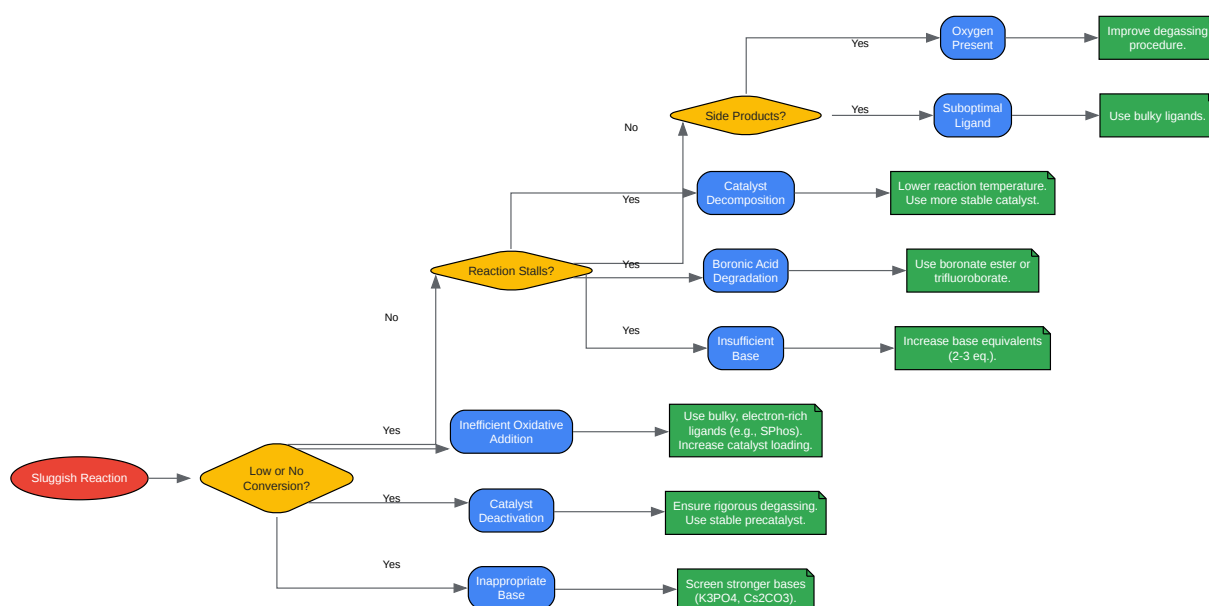 Oxygen
Present
Improve degassing
procedure.
Yes
Side Products?
Yes
Suboptimal
Ligand
Use bulky ligands.
No
Catalyst
Decomposition
Lower reaction temperature.
Use more stable catalyst.
Yes
Reaction Stalls?
Yes
Boronic Acid
Degradation
Use boronate ester or
trifluoroborate.
No
Yes
Insufficient
Base
Increase base equivalents
(2-3 eq.).
Yes
Inefficient Oxidative
Addition
Use bulky, electron-rich
ligands (e.g., SPhos).
Increase catalyst loading.
Sluggish Reaction
Low or No
Conversion?
Yes
Catalyst
Deactivation
Ensure rigorous degassing.
Use stable precatalyst.
Yes
Inappropriate
Base
Screen stronger bases
(K3PO4, Cs2CO3).